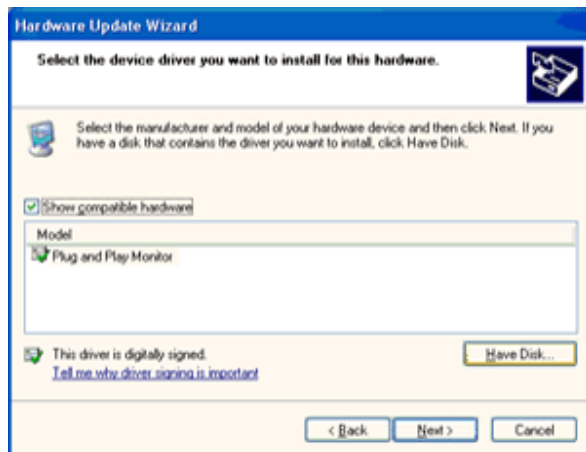 Hardware Update Wizard
Select the device driver you want to install for this hardware.
Select the manufacturer and model of your hardware device and then click Next. If you
have a disk that contains the driver you want to install, click Have Disk.
Show compatible hardware
Model
Plug and Play Monitor
This driver is digitally signed.
Have Disk...
Tell me why driver signing is important
< Back
Next >
Cancel